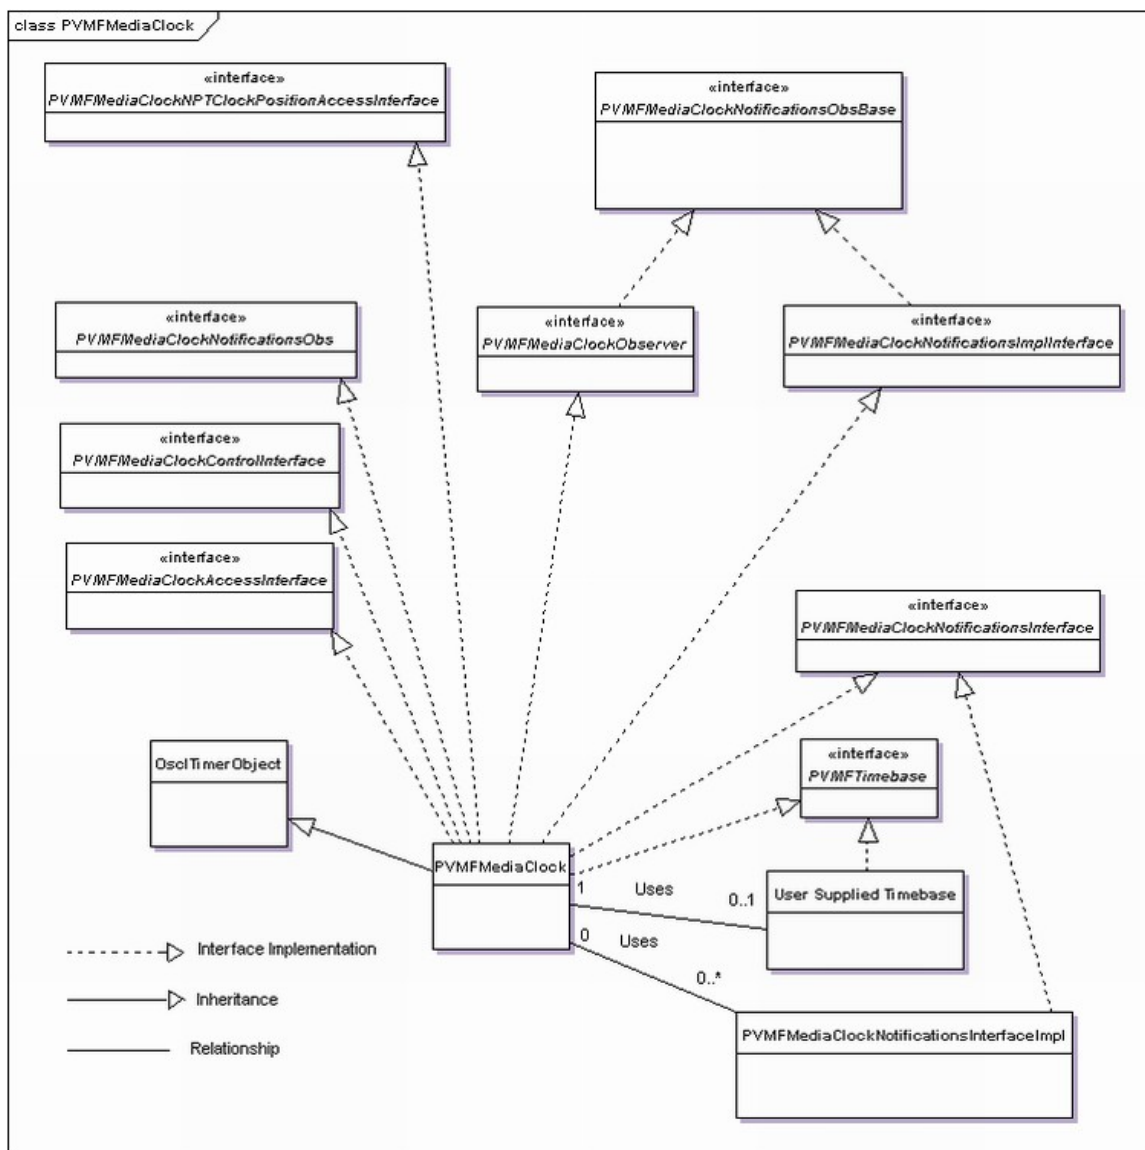 class PVMFMediaClock
«interface»
PVMFMediaClockNPTClockPositionAccessInterface
«interface»
PVMFMediaClockNotificationsObsBase
«interface»
PVMFMediaClockNotificationsObs
«interface»
PVMFMediaClockObserver
«interface»
PVMFMediaClockNotificationsImplInterface
«interface»
PVMFMediaClockControlInterface
«interface»
PVMFMediaClockAccessInterface
«interface»
PVMFMediaClockNotificationsInterface
OsclTimerObject
«interface»
PVMFTimebase
PVMFMediaClock
1
Uses
0..1
User Supplied Timebase
0
Uses
0..*
PVMFMediaClockNotificationsInterfaceImpl
Interface Implementation
Inheritance
Relationship